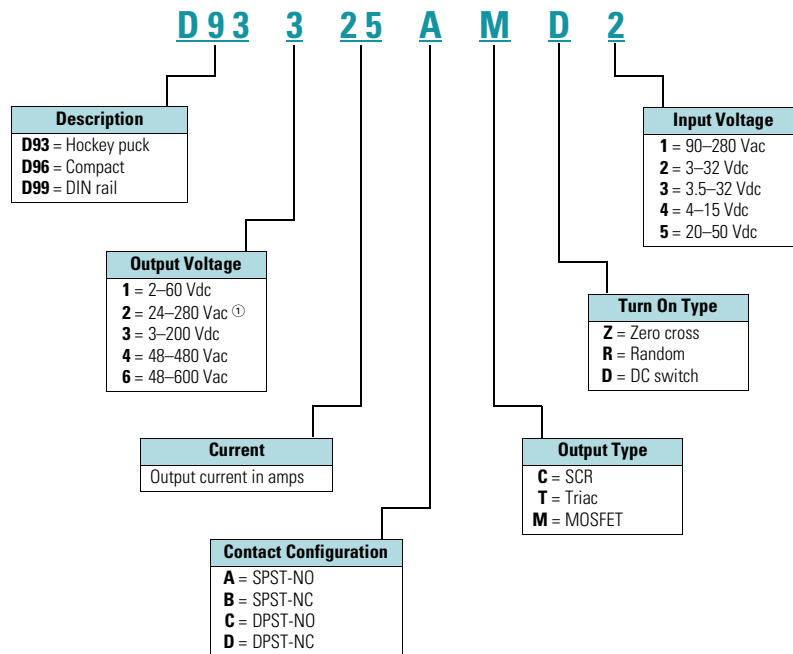 D93 3 25 A M D 2
Description
D93 = Hockey puck
D96 = Compact
D99 = DIN rail
Input Voltage
1 = 90–280 Vac
2 = 3–32 Vdc
3 = 3.5–32 Vdc
4 = 4–15 Vdc
5 = 20–50 Vdc
Output Voltage
1 = 2–60 Vdc
2 = 24–280 Vac ①
3 = 3–200 Vdc
4 = 48–480 Vac
6 = 48–600 Vac
Turn On Type
Z = Zero cross
R = Random
D = DC switch
Current
Output current in amps
Output Type
C = SCR
T = Triac
M = MOSFET
Contact Configuration
A = SPST-NO
B = SPST-NC
C = DPST-NO
D = DPST-NC